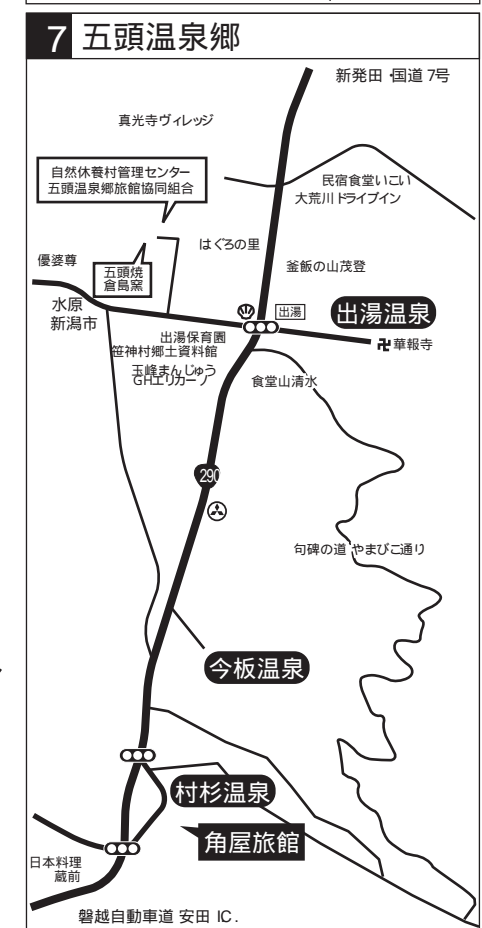 7 五頭温泉郷
新発田・国道7号
真光寺ヴィレッジ
自然休養村管理センター
五頭温泉郷旅館協同組合
民宿食堂いこい
大荒川ドライブイン
はぐろの里
優婆尊
五頭焼
倉島窯
釜飯の山茂登
水原
新潟市
出湯
出湯温泉
出湯保育園
笹神村郷土資料館
玉峰まんじゅう
GHエリカーノ
卍華報寺
食堂山清水
290
句碑の道 やまびこ通り
今板温泉
村杉温泉
角屋旅館
日本料理
蔵前
磐越自動車道 安田 IC.